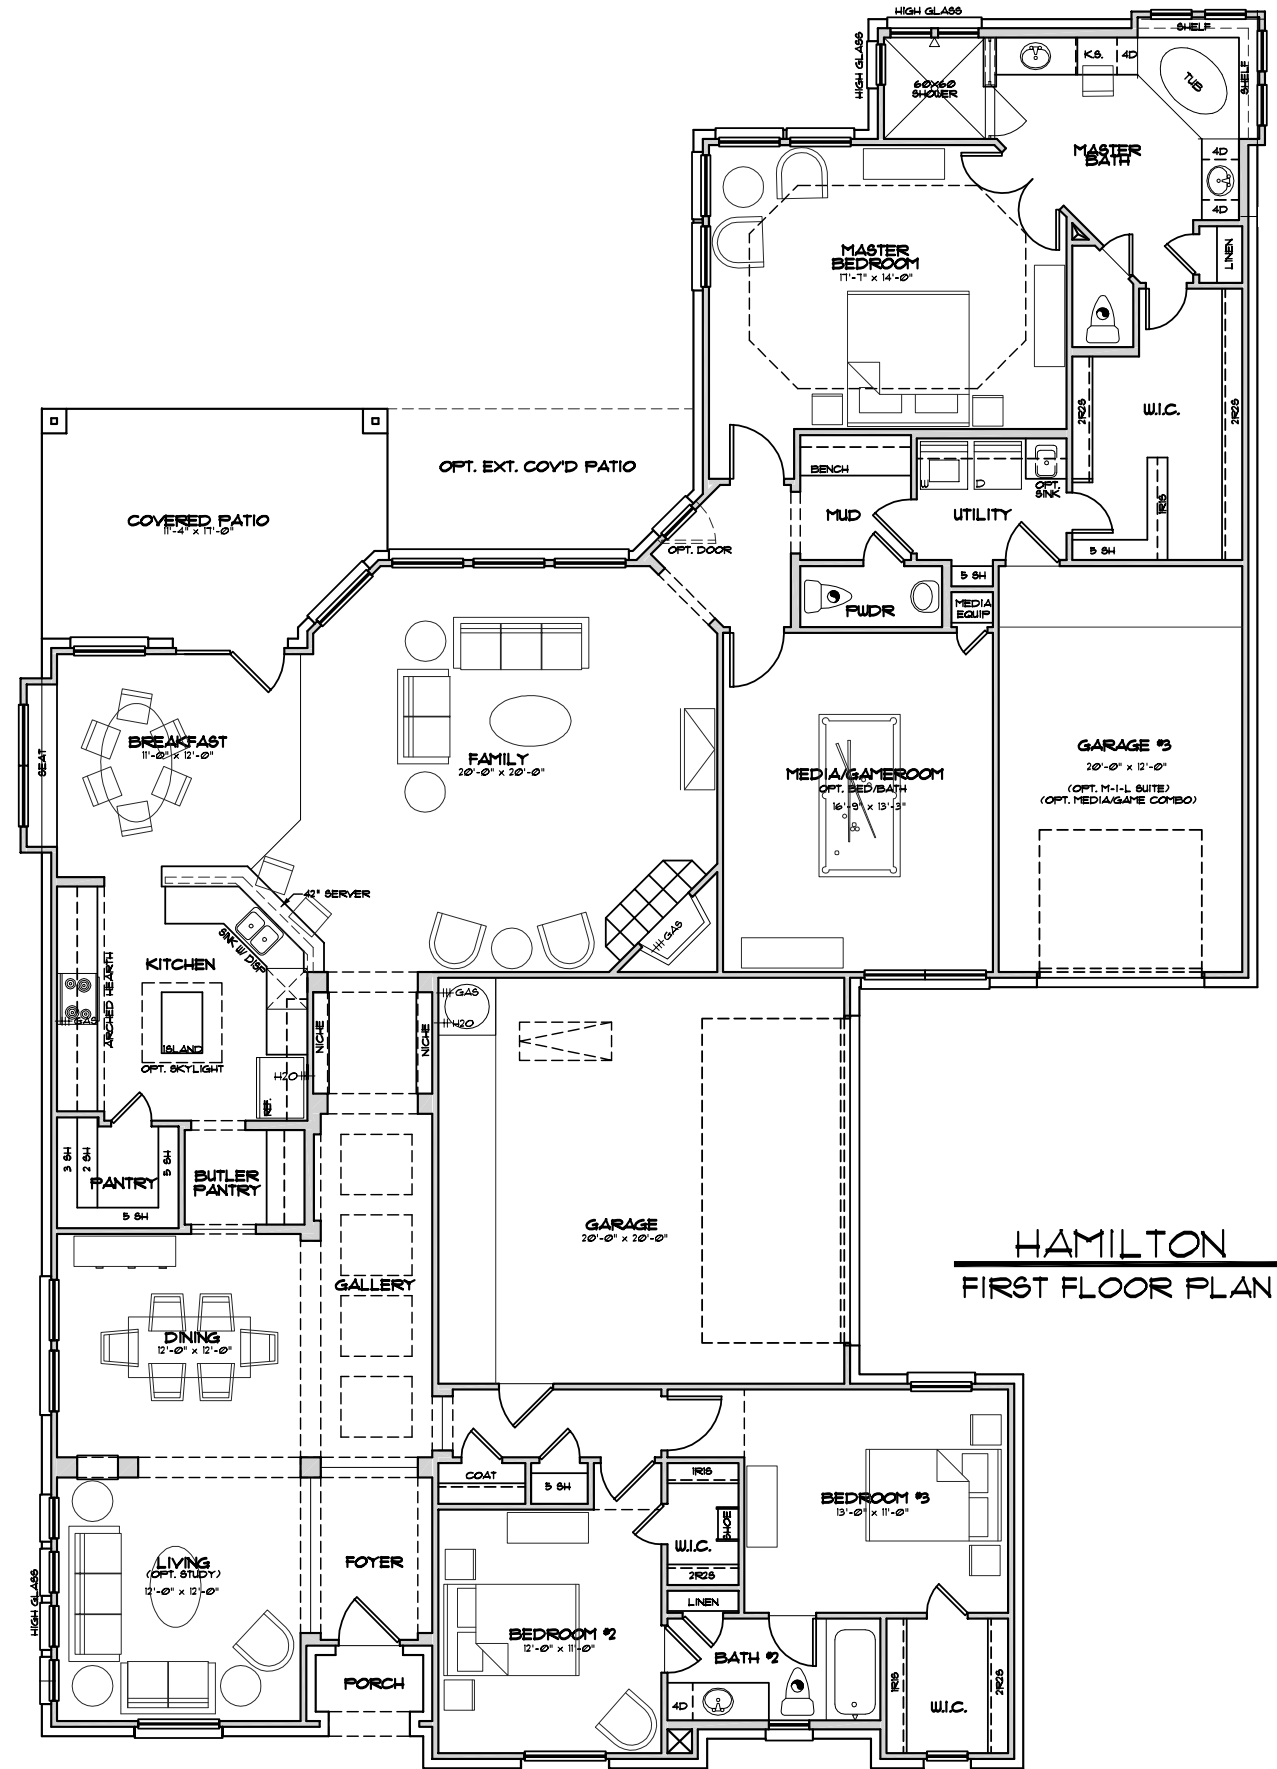 HIGH GLASS
SHELF
HIGH GLASS
60X60
SHOWER
K.S.
4D
TUB
SHELF
MASTER
BATH
4D
4D
LINEN
MASTER
BEDROOM
17'-7" x 14'-0"
W.I.C.
2R2S
2R2S
1R1S
5 SH
OPT. EXT. COV'D PATIO
COVERED PATIO
11'-4" x 17'-0"
BENCH
W
D
OPT.
SINK
MUD
UTILITY
OPT. DOOR
5 SH
PWDR
MEDIA
EQUIP
BREAKFAST
11'-0" x 12'-0"
SEAT
FAMILY
20'-0" x 20'-0"
MEDIA/GAMEROOM
OPT. BED/BATH
16'-9" x 13'-3"
GARAGE #3
20'-0" x 12'-0"
(OPT. M-I-L SUITE)
(OPT. MEDIA/GAME COMBO)
42" SERVER
SINK W/ DISP
GAS
KITCHEN
ARCHED HEARTH
GAS
ISLAND
OPT. SKYLIGHT
NICHE
NICHE
GAS
H2O
H2O
REF.
3 SH
2 SH
5 SH
PANTRY
5 SH
BUTLER
PANTRY
GARAGE
20'-0" x 20'-0"
HAMILTON
FIRST FLOOR PLAN
GALLERY
DINING
12'-0" x 12'-0"
COAT
5 SH
1R1S
SHOE
W.I.C.
2R2S
LINEN
BEDROOM #3
13'-0" x 11'-0"
LIVING
(OPT. STUDY)
12'-0" x 12'-0"
HIGH GLASS
FOYER
BEDROOM #2
12'-0" x 11'-0"
BATH #2
4D
PORCH
1R1S
2R2S
W.I.C.